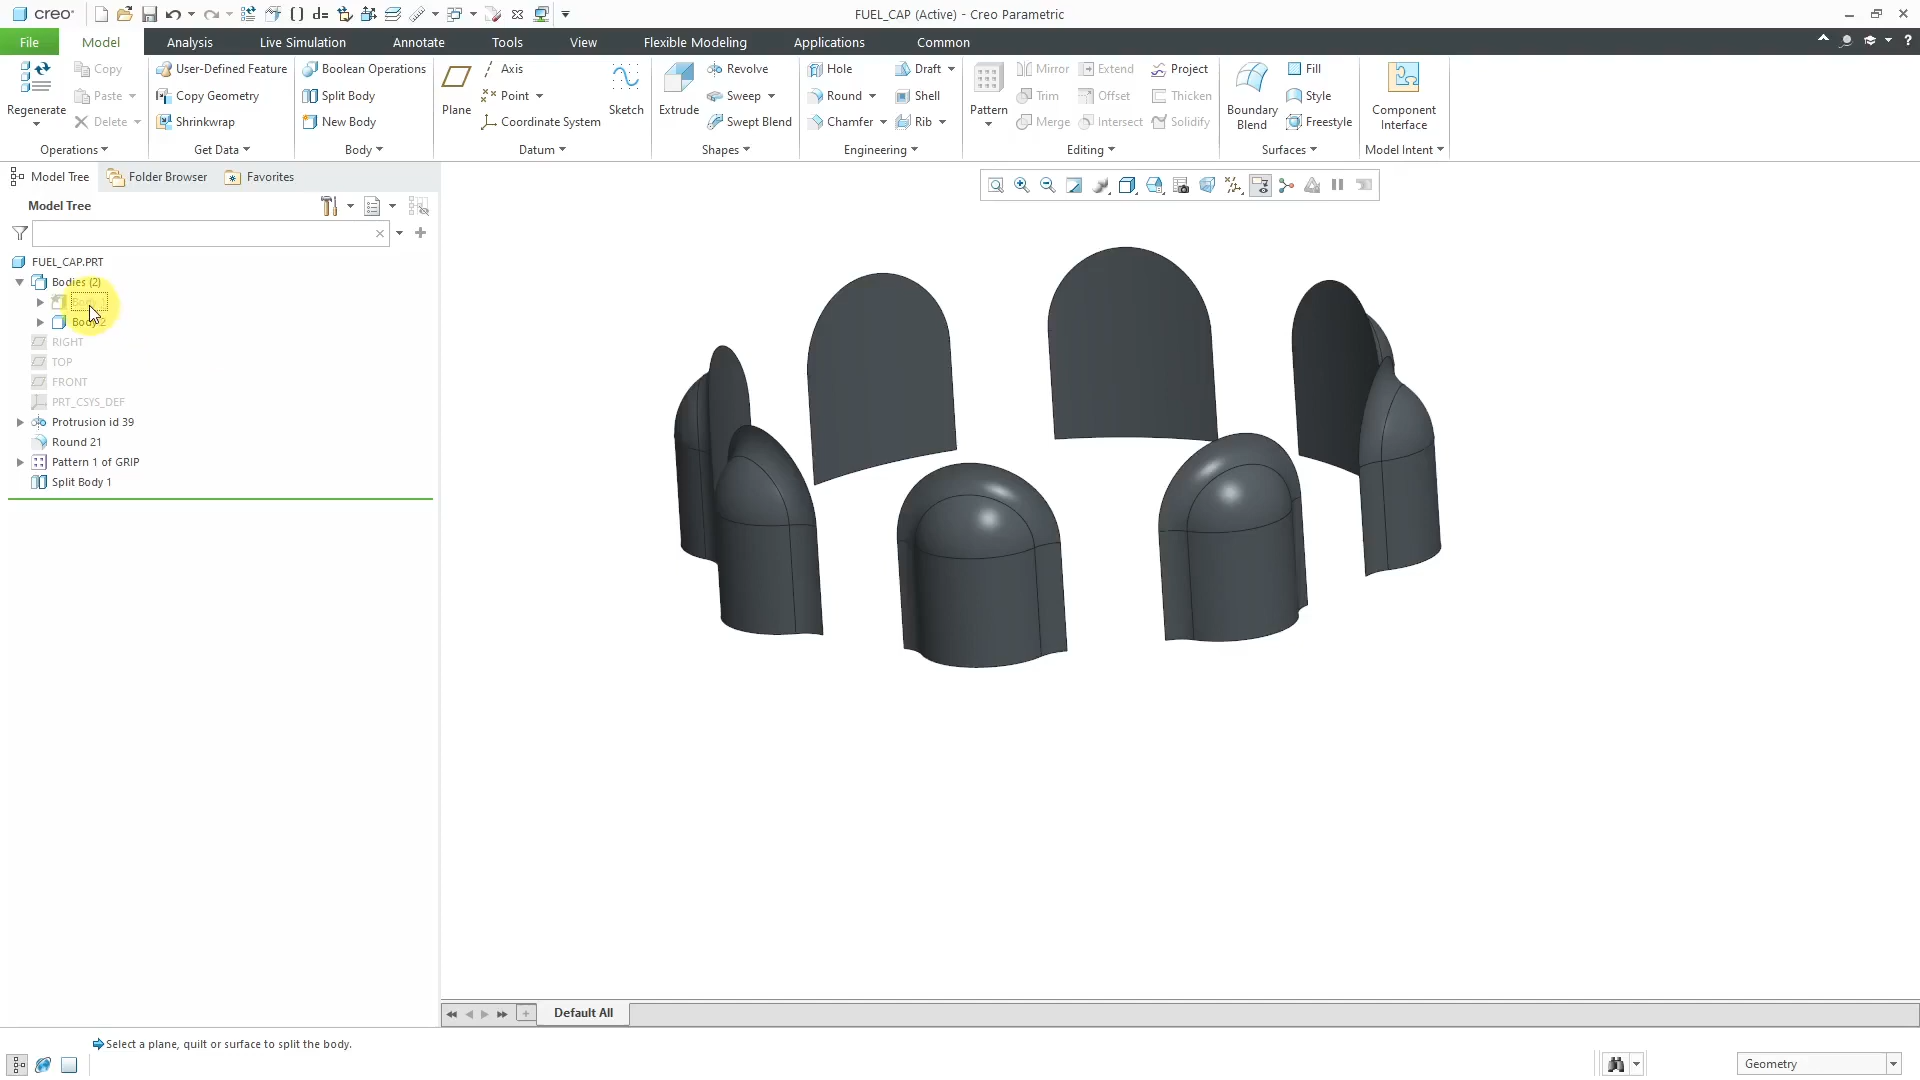 creo
FUEL_CAP (Active) - Creo Parametric
File Model Analysis Live Simulation Annotate Tools View Flexible Modeling Applications Common
Copy User-Defined Feature Boolean Operations Axis Revolve Hole Draft Mirror Extend Project Fill
Regenerate Paste Copy Geometry Split Body Plane Point Sketch Extrude Sweep Round Shell Pattern Trim Offset Thicken Boundary Blend Style Component Interface
Delete Shrinkwrap New Body Coordinate System Swept Blend Chamfer Rib Merge Intersect Solidify Freestyle
Operations Get Data Body Datum Shapes Engineering Editing Surfaces Model Intent
Model Tree Folder Browser Favorites
Model Tree
FUEL_CAP.PRT
Bodies (2)
Body 2
RIGHT
TOP
FRONT
PRT_CSYS_DEF
Protrusion id 39
Round 21
Pattern 1 of GRIP
Split Body 1
Default All
Select a plane, quilt or surface to split the body.
Geometry